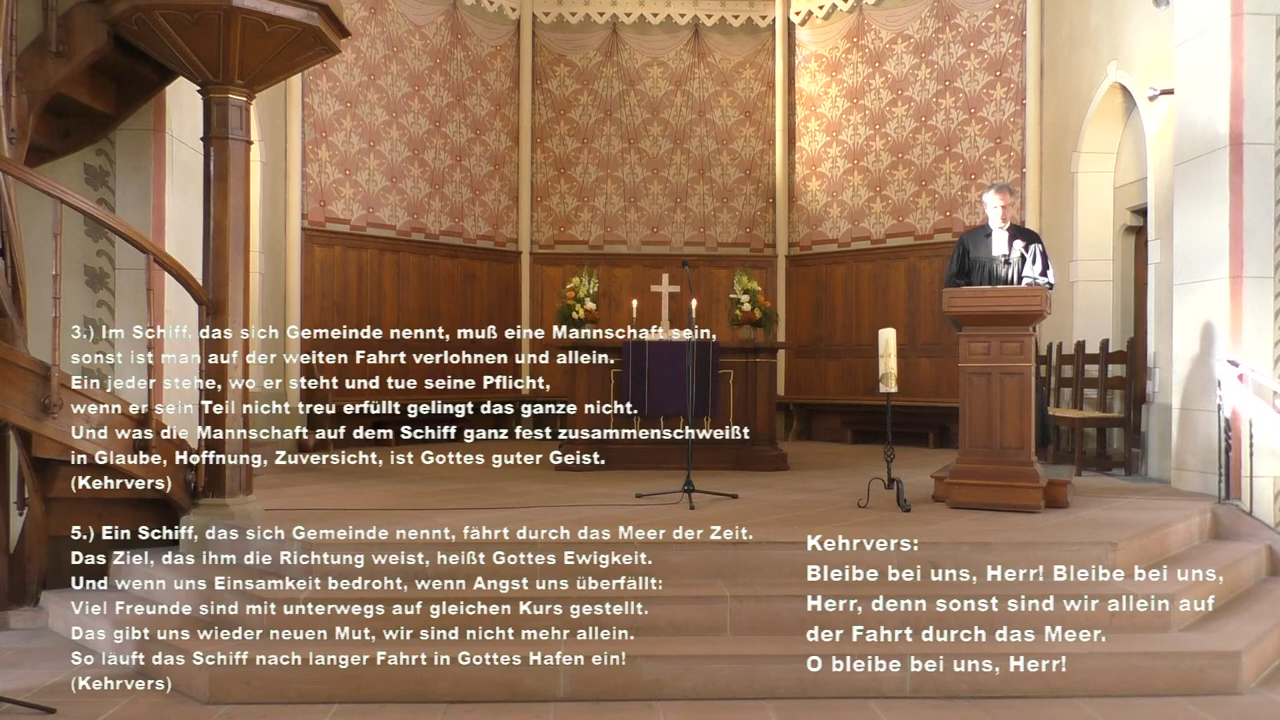 3.) Im Schiff, das sich Gemeinde nennt, muß eine Mannschaft sein,
sonst ist man auf der weiten Fahrt verlohnen und allein.
Ein jeder stehe, wo er steht und tue seine Pflicht,
wenn er sein Teil nicht treu erfüllt gelingt das ganze nicht.
Und was die Mannschaft auf dem Schiff ganz fest zusammenschweißt
in Glaube, Hoffnung, Zuversicht, ist Gottes guter Geist.
(Kehrvers)
5.) Ein Schiff, das sich Gemeinde nennt, fährt durch das Meer der Zeit.
Das Ziel, das ihm die Richtung weist, heißt Gottes Ewigkeit.
Und wenn uns Einsamkeit bedroht, wenn Angst uns überfällt:
Viel Freunde sind mit unterwegs auf gleichen Kurs gestellt.
Das gibt uns wieder neuen Mut, wir sind nicht mehr allein.
So läuft das Schiff nach langer Fahrt in Gottes Hafen ein!
(Kehrvers)
Kehrvers:
Bleibe bei uns, Herr! Bleibe bei uns,
Herr, denn sonst sind wir allein auf
der Fahrt durch das Meer.
O bleibe bei uns, Herr!